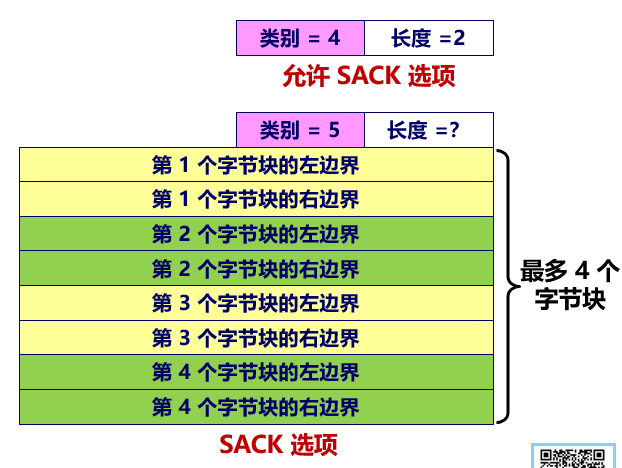 类别 = 4
长度 =2
允许 SACK 选项
类别 = 5
长度 =?
第 1 个字节块的左边界
第 1 个字节块的右边界
第 2 个字节块的左边界
第 2 个字节块的右边界
第 3 个字节块的左边界
第 3 个字节块的右边界
第 4 个字节块的左边界
第 4 个字节块的右边界
最多 4 个
字节块
SACK 选项